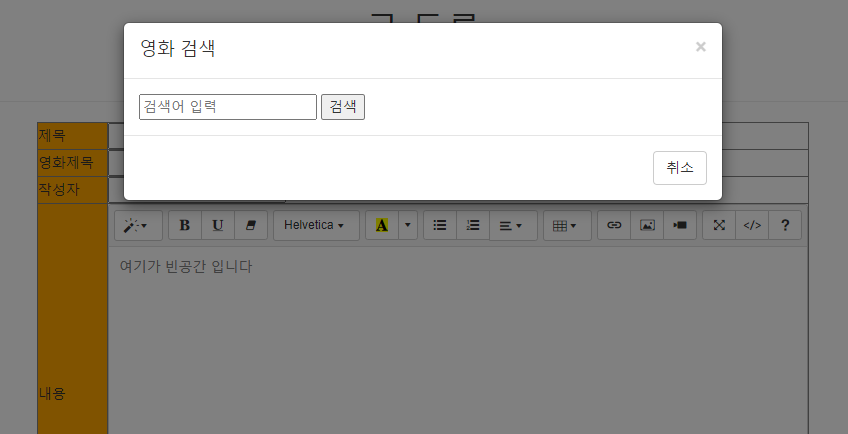 영화 검색
×
검색어 입력 검색
취소
제목
영화제목
작성자
B U Helvetica A </> ?
여기가 빈공간 입니다
내용